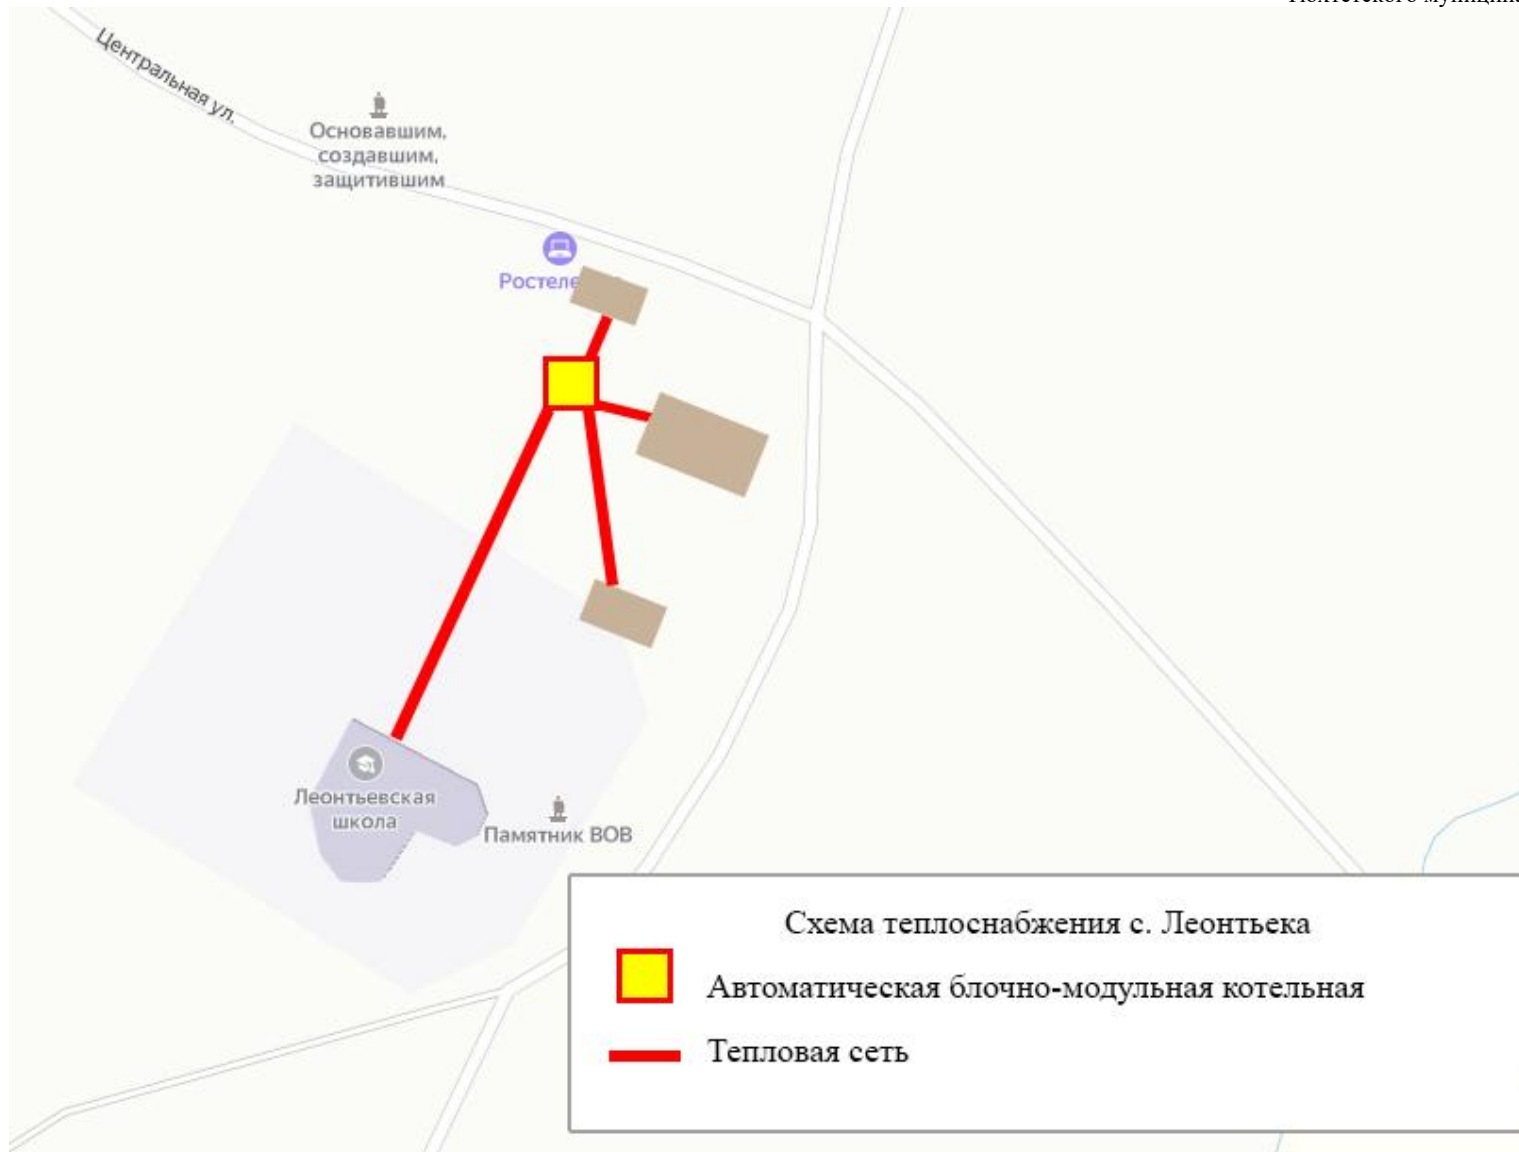 Центральная ул.
Основавшим,
создавшим,
защитившим
Ростеле
Леонтьевская
школа
Памятник ВОВ
Схема теплоснабжения с. Леонтьека
Автоматическая блочно-модульная котельная
Тепловая сеть